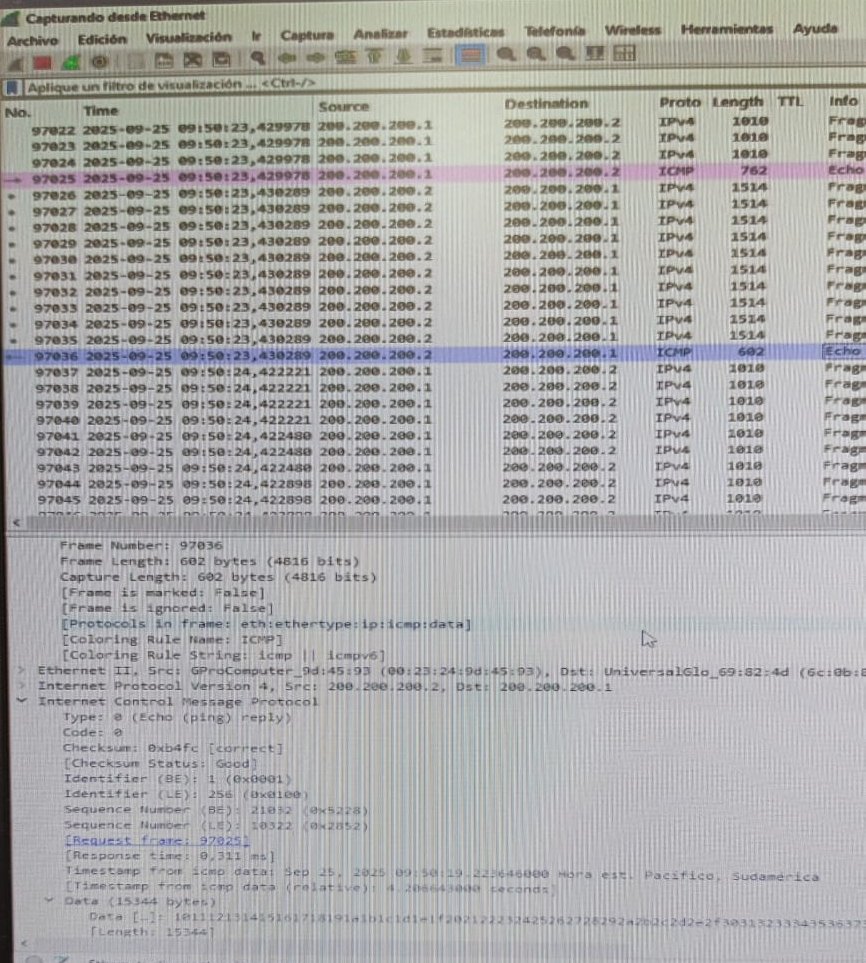 Capturando desde Ethernet
Archivo Edición Visualización Ir Captura Analizar Estadísticas Telefonía Wireless Herramientas Ayuda
Aplique un filtro de visualización ... <Ctrl-/>
No. Time Source Destination Proto Length TTL Info
97022 2025-09-25 09:50:23,429978 200.200.200.1 200.200.200.2 IPv4 1010 Frag
97023 2025-09-25 09:50:23,429978 200.200.200.1 200.200.200.2 IPv4 1010 Frag
97024 2025-09-25 09:50:23,429978 200.200.200.1 200.200.200.2 IPv4 1010 Frag
97025 2025-09-25 09:50:23,429978 200.200.200.1 200.200.200.2 ICMP 762 Echo
97026 2025-09-25 09:50:23,430289 200.200.200.2 200.200.200.1 IPv4 1514 Frag
97027 2025-09-25 09:50:23,430289 200.200.200.2 200.200.200.1 IPv4 1514 Frag
97028 2025-09-25 09:50:23,430289 200.200.200.2 200.200.200.1 IPv4 1514 Frag
97029 2025-09-25 09:50:23,430289 200.200.200.2 200.200.200.1 IPv4 1514 Frag
97030 2025-09-25 09:50:23,430289 200.200.200.2 200.200.200.1 IPv4 1514 Frag
97031 2025-09-25 09:50:23,430289 200.200.200.2 200.200.200.1 IPv4 1514 Frag
97032 2025-09-25 09:50:23,430289 200.200.200.2 200.200.200.1 IPv4 1514 Frag
97033 2025-09-25 09:50:23,430289 200.200.200.2 200.200.200.1 IPv4 1514 Frag
97034 2025-09-25 09:50:23,430289 200.200.200.2 200.200.200.1 IPv4 1514 Frag
97035 2025-09-25 09:50:23,430289 200.200.200.2 200.200.200.1 IPv4 1514 Frag
97036 2025-09-25 09:50:23,430289 200.200.200.2 200.200.200.1 ICMP 602 Echo
97037 2025-09-25 09:50:24,422221 200.200.200.1 200.200.200.2 IPv4 1010 Fragm
97038 2025-09-25 09:50:24,422221 200.200.200.1 200.200.200.2 IPv4 1010 Fragm
97039 2025-09-25 09:50:24,422221 200.200.200.1 200.200.200.2 IPv4 1010 Fragm
97040 2025-09-25 09:50:24,422221 200.200.200.1 200.200.200.2 IPv4 1010 Fragm
97041 2025-09-25 09:50:24,422480 200.200.200.1 200.200.200.2 IPv4 1010 Fragm
97042 2025-09-25 09:50:24,422480 200.200.200.1 200.200.200.2 IPv4 1010 Fragm
97043 2025-09-25 09:50:24,422480 200.200.200.1 200.200.200.2 IPv4 1010 Fragm
97044 2025-09-25 09:50:24,422898 200.200.200.1 200.200.200.2 IPv4 1010 Fragm
97045 2025-09-25 09:50:24,422898 200.200.200.1 200.200.200.2 IPv4 1010 Fragm
Frame Number: 97036
Frame Length: 602 bytes (4816 bits)
Capture Length: 602 bytes (4816 bits)
[Frame is marked: False]
[Frame is ignored: False]
[Protocols in frame: eth:ethertype:ip:icmp:data]
[Coloring Rule Name: ICMP]
[Coloring Rule String: icmp || icmpv6]
Ethernet II, Src: GProComputer_9d:45:93 (00:23:24:9d:45:93), Dst: UniversalGlo_69:82:4d (6c:0b:8
Internet Protocol Version 4, Src: 200.200.200.2, Dst: 200.200.200.1
Internet Control Message Protocol
Type: 0 (Echo (ping) reply)
Code: 0
Checksum: 0xb4fc [correct]
[Checksum Status: Good]
Identifier (BE): 1 (0x0001)
Identifier (LE): 256 (0x0100)
Sequence Number (BE): 21032 (0x5228)
Sequence Number (LE): 10322 (0x2852)
[Request frame: 97025]
[Response time: 0,311 ms]
Timestamp from icmp data: Sep 25, 2025 09:50:19.223646000 Hora est. Pacífico, Sudamérica
[Timestamp from icmp data (relative): 4.206643000 seconds]
Data (15344 bytes)
Data […]: 101112131415161718191a1b1c1d1e1f202122232425262728292a2b2c2d2e2f30313233343536373
[Length: 15344]